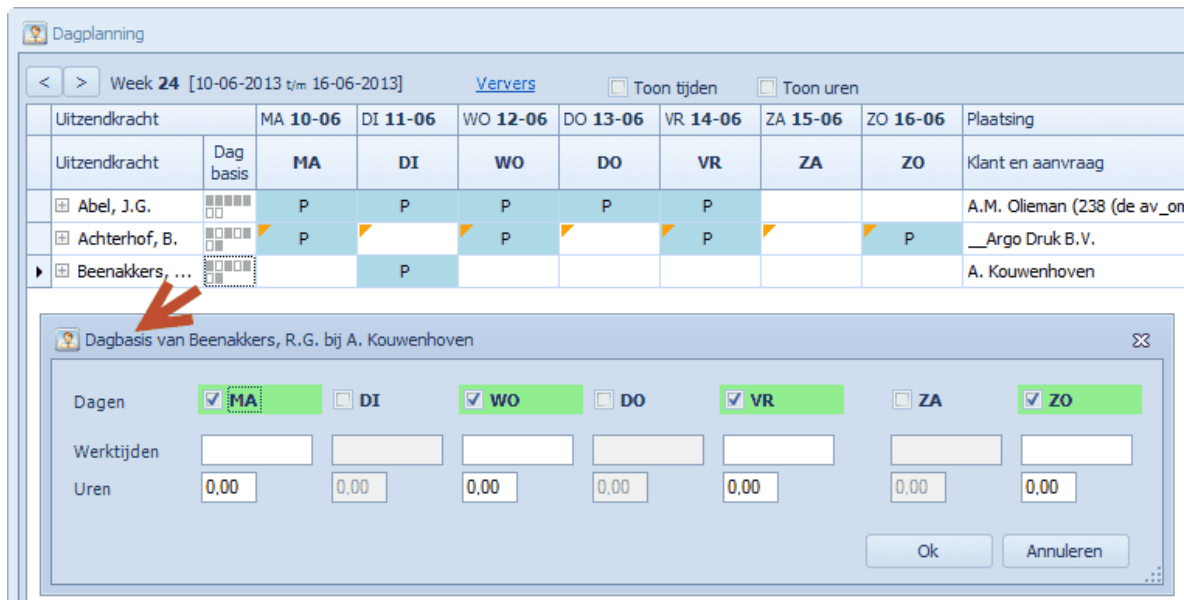 Dagplanning
< > Week 24 [10-06-2013 t/m 16-06-2013] Ververs Toon tijden Toon uren
Uitzendkracht MA 10-06 DI 11-06 WO 12-06 DO 13-06 VR 14-06 ZA 15-06 ZO 16-06 Plaatsing
Uitzendkracht Dag basis MA DI WO DO VR ZA ZO Klant en aanvraag
Abel, J.G. P P P P P A.M. Olieman (238 (de av_on
Achterhof, B. P P P P __Argo Druk B.V.
Beenakkers, ... P A. Kouwenhoven
Dagbasis van Beenakkers, R.G. bij A. Kouwenhoven
Dagen MA DI WO DO VR ZA ZO
Werktijden
Uren 0,00 0,00 0,00 0,00 0,00 0,00 0,00
Ok Annuleren